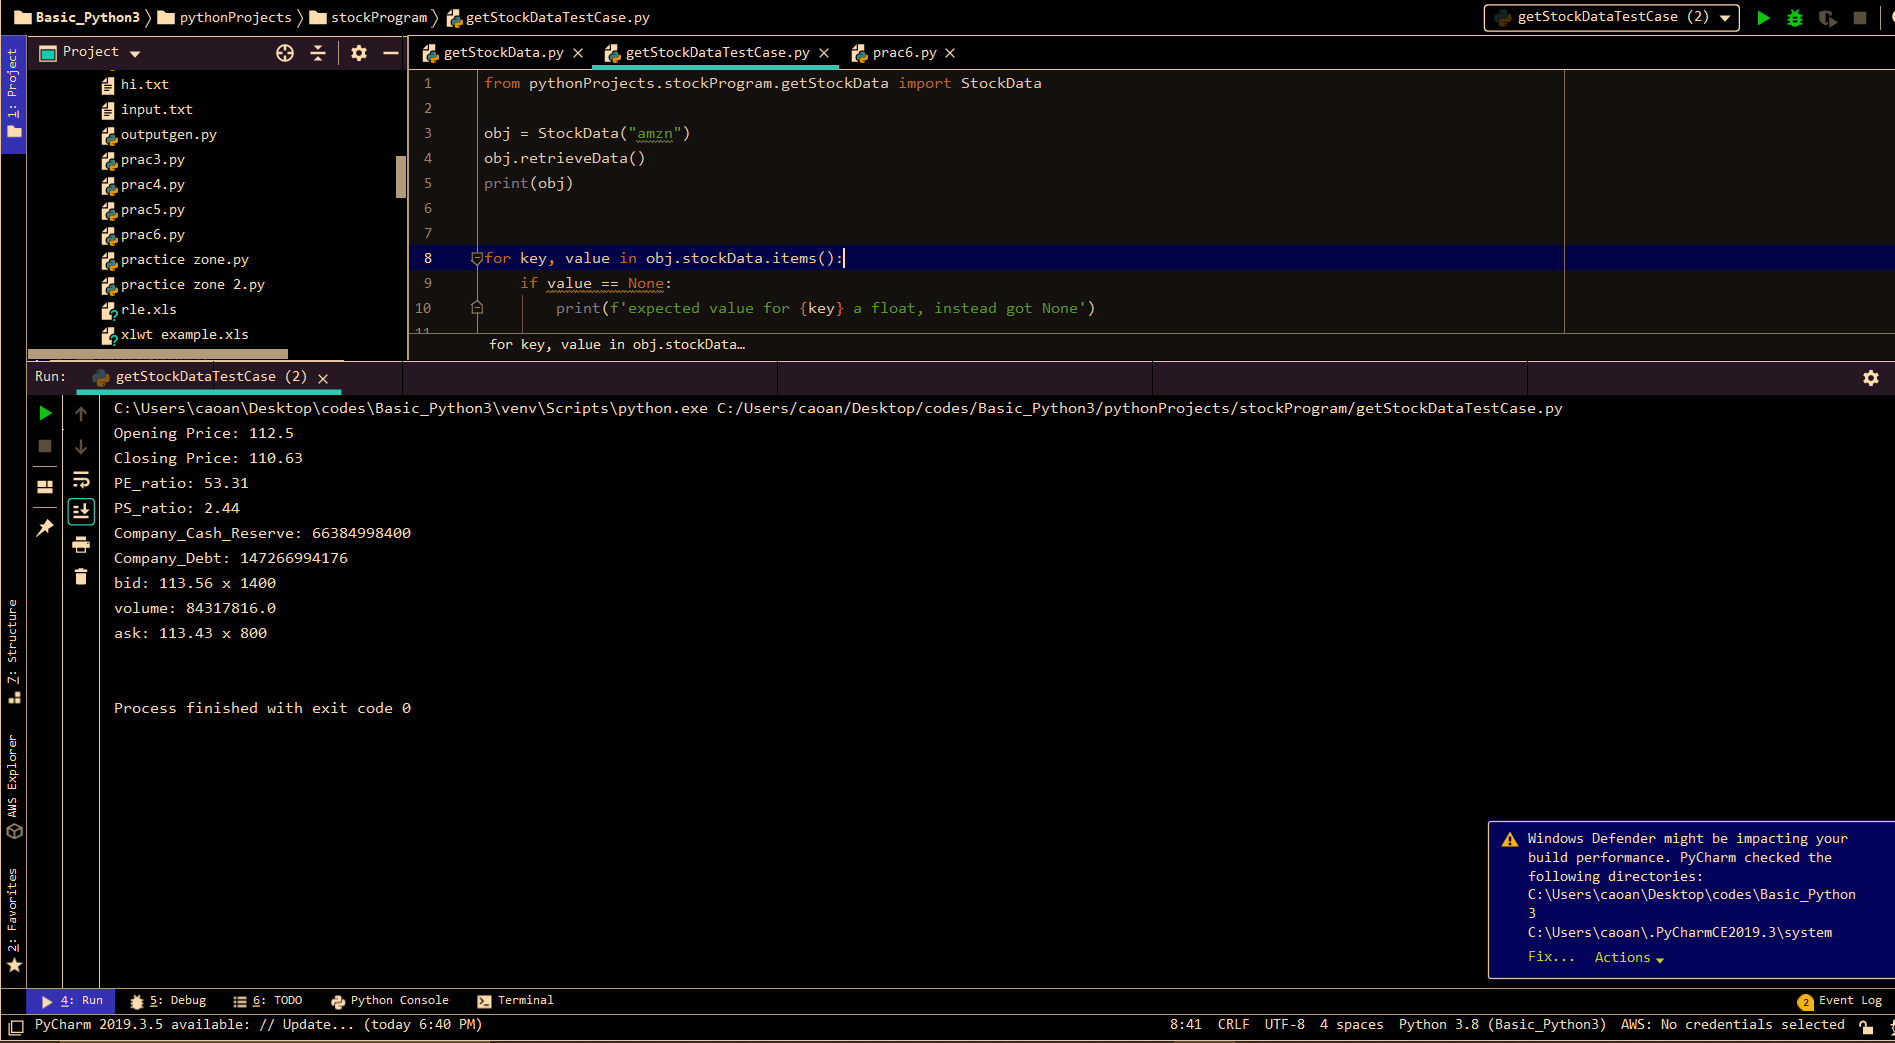 Basic_Python3 pythonProjects stockProgram getStockDataTestCase.py
getStockDataTestCase (2)
1: Project
Project
getStockData.py getStockDataTestCase.py prac6.py
hi.txt
input.txt
outputgen.py
prac3.py
prac4.py
prac5.py
prac6.py
practice zone.py
practice zone 2.py
rle.xls
xlwt example.xls
1 from pythonProjects.stockProgram.getStockData import StockData
2
3 obj = StockData("amzn")
4 obj.retrieveData()
5 print(obj)
6
7
8 for key, value in obj.stockData.items():
9 if value == None:
10 print(f'expected value for {key} a float, instead got None')
11
for key, value in obj.stockData…
Run: getStockDataTestCase (2)
C:\Users\caoan\Desktop\codes\Basic_Python3\venv\Scripts\python.exe C:/Users/caoan/Desktop/codes/Basic_Python3/pythonProjects/stockProgram/getStockDataTestCase.py
Opening Price: 112.5
Closing Price: 110.63
PE_ratio: 53.31
PS_ratio: 2.44
Company_Cash_Reserve: 66384998400
Company_Debt: 147266994176
bid: 113.56 x 1400
volume: 84317816.0
ask: 113.43 x 800
Process finished with exit code 0
7: Structure
AWS Explorer
2: Favorites
Windows Defender might be impacting your
build performance. PyCharm checked the
following directories:
C:\Users\caoan\Desktop\codes\Basic_Python
3
C:\Users\caoan\.PyCharmCE2019.3\system
Fix... Actions
4: Run 5: Debug 6: TODO Python Console Terminal 2 Event Log
PyCharm 2019.3.5 available: // Update... (today 6:40 PM) 8:41 CRLF UTF-8 4 spaces Python 3.8 (Basic_Python3) AWS: No credentials selected